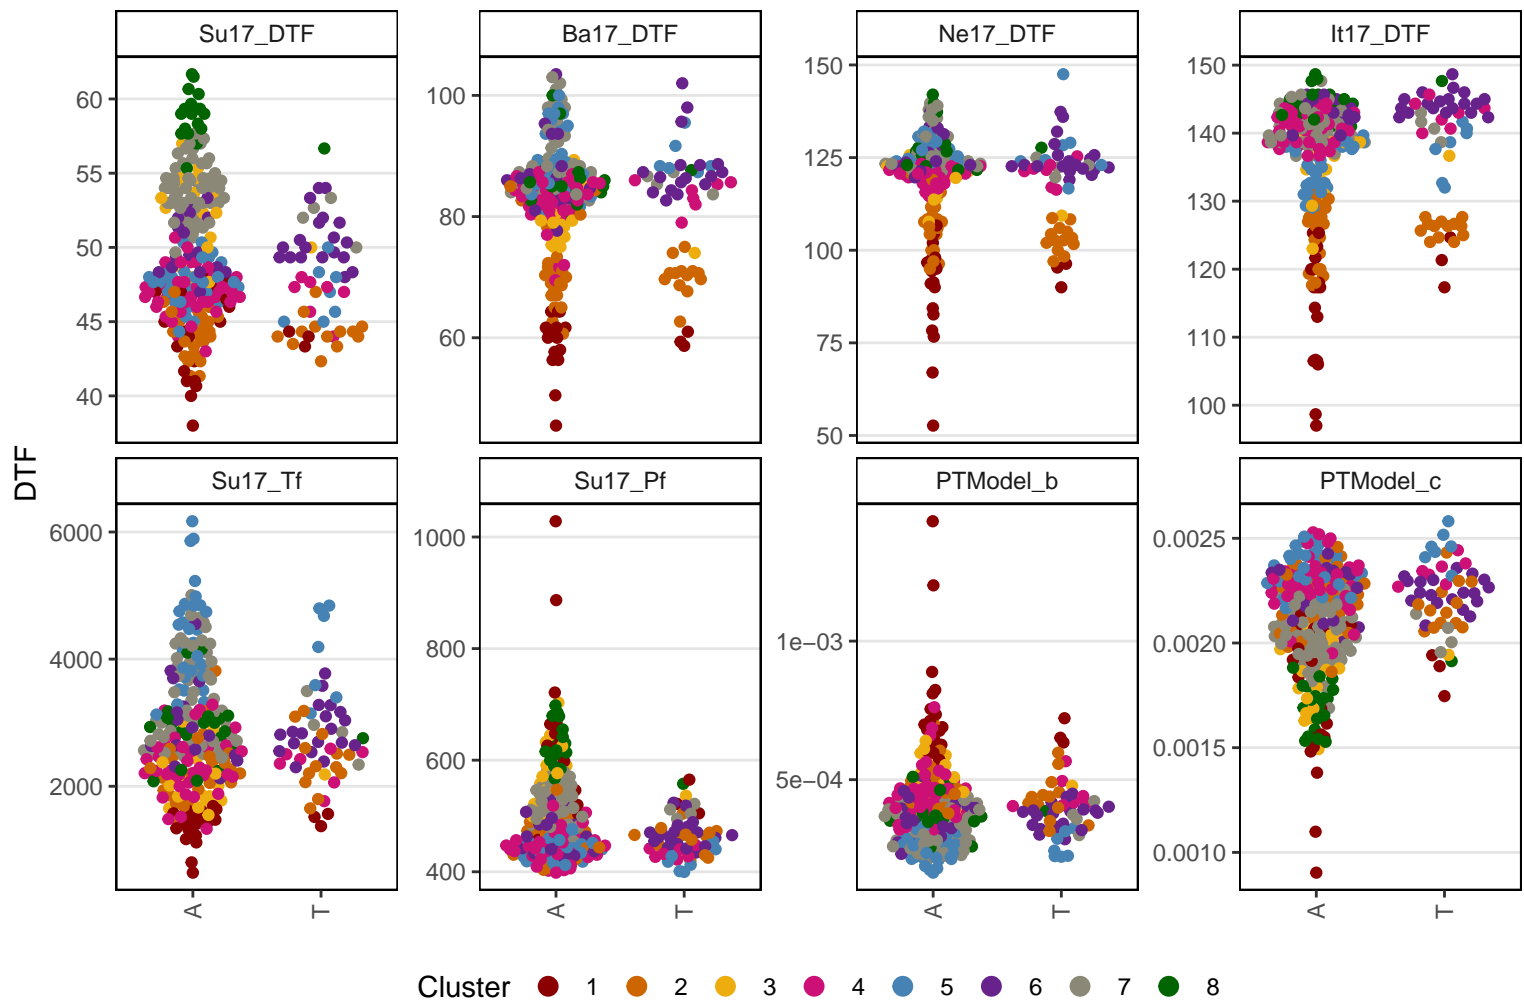 Su17_DTF Ba17_DTF Ne17_DTF It17_DTF
60 55 50 45 40
100 80 60
150 125 100 75 50
150 140 130 120 110 100
DTF
Su17_Tf Su17_Pf PTModel_b PTModel_c
6000 4000 2000
1000 800 600 400
1e−03 5e−04
0.0025 0.0020 0.0015 0.0010
A T A T A T A T
Cluster 1 2 3 4 5 6 7 8